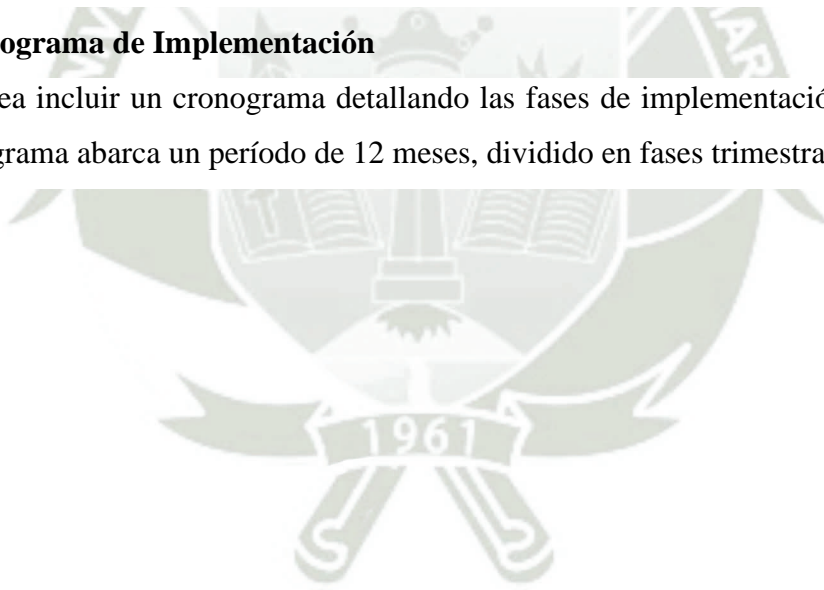 ograma de Implementación
ea incluir un cronograma detallando las fases de implementació
grama abarca un período de 12 meses, dividido en fases trimestra
1961